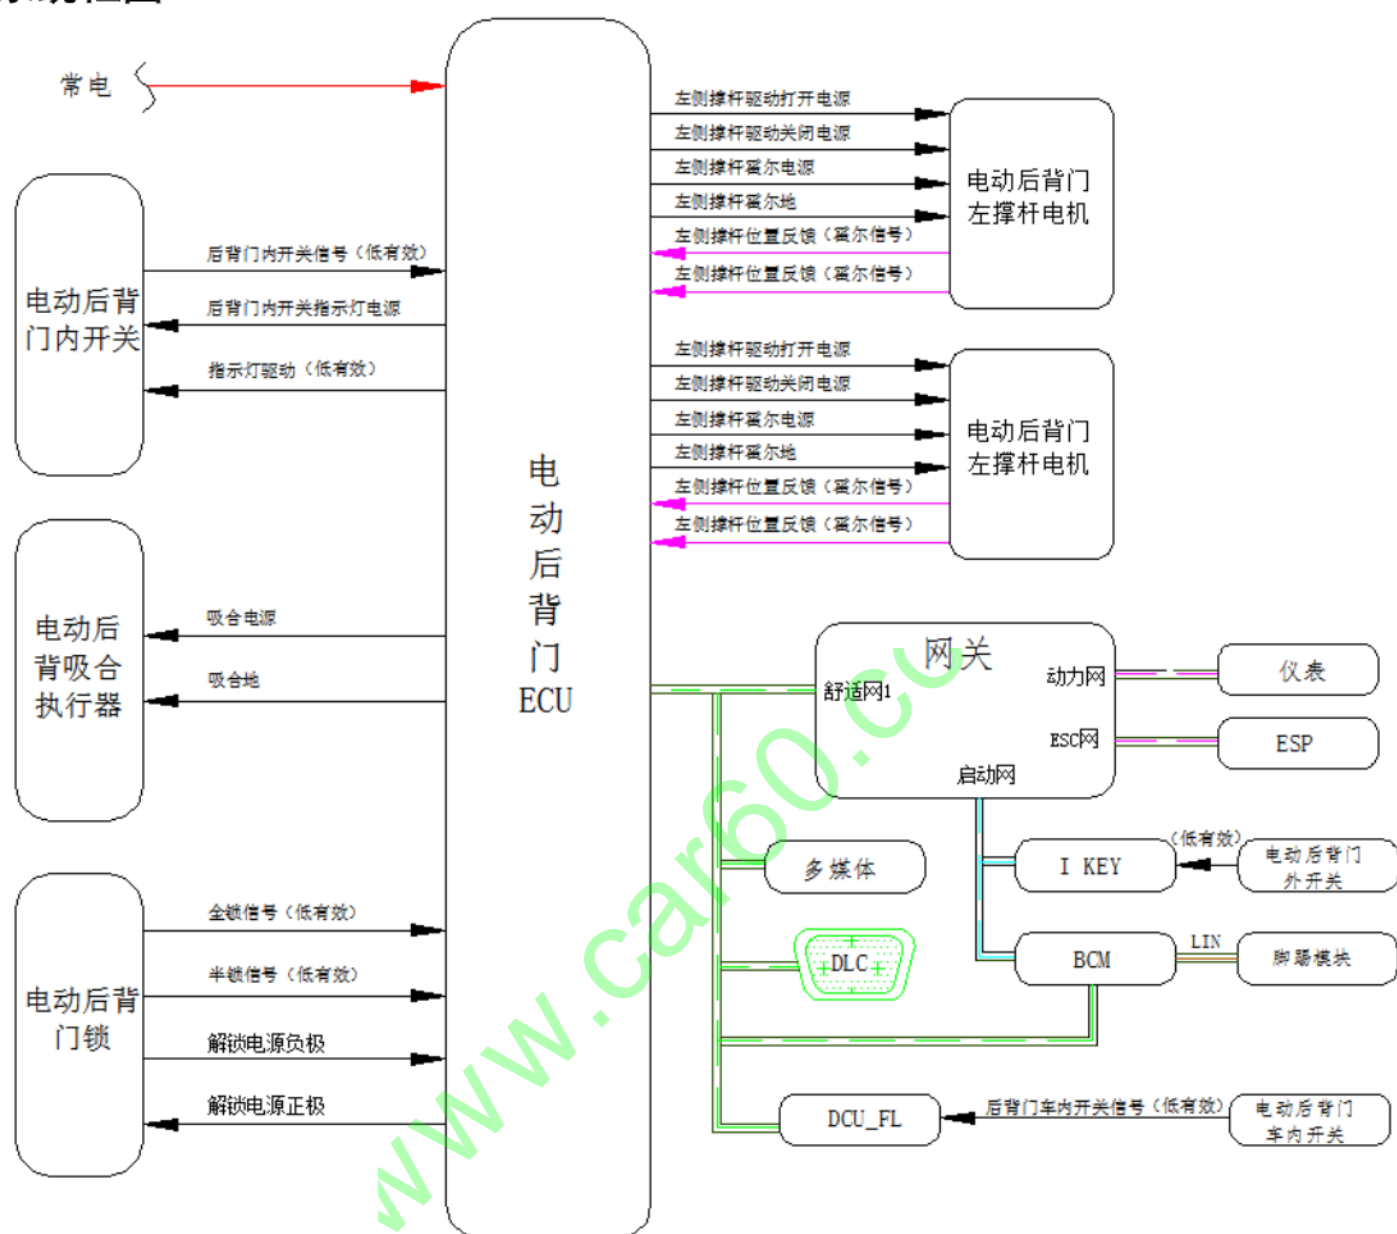 常电
电动后背
门内开关
后背门内开关信号（低有效）
后背门内开关指示灯电源
指示灯驱动（低有效）
电动后
背吸合
执行器
吸合电源
吸合地
电动后背
门锁
全锁信号（低有效）
半锁信号（低有效）
解锁电源负极
解锁电源正极
电
动
后
背
门
ECU
左侧撑杆驱动打开电源
左侧撑杆驱动关闭电源
左侧撑杆霍尔电源
左侧撑杆霍尔地
左侧撑杆位置反馈（霍尔信号）
左侧撑杆位置反馈（霍尔信号）
电动后背门
左撑杆电机
左侧撑杆驱动打开电源
左侧撑杆驱动关闭电源
左侧撑杆霍尔电源
左侧撑杆霍尔地
左侧撑杆位置反馈（霍尔信号）
左侧撑杆位置反馈（霍尔信号）
电动后背门
左撑杆电机
网关
舒适网1
动力网
ESC网
启动网
仪表
ESP
多媒体
I KEY
（低有效）
电动后背门
外开关
DLC
BCM
LIN
脚踢模块
DCU_FL
后背门车内开关信号（低有效）
电动后背门
车内开关
www.car60.co